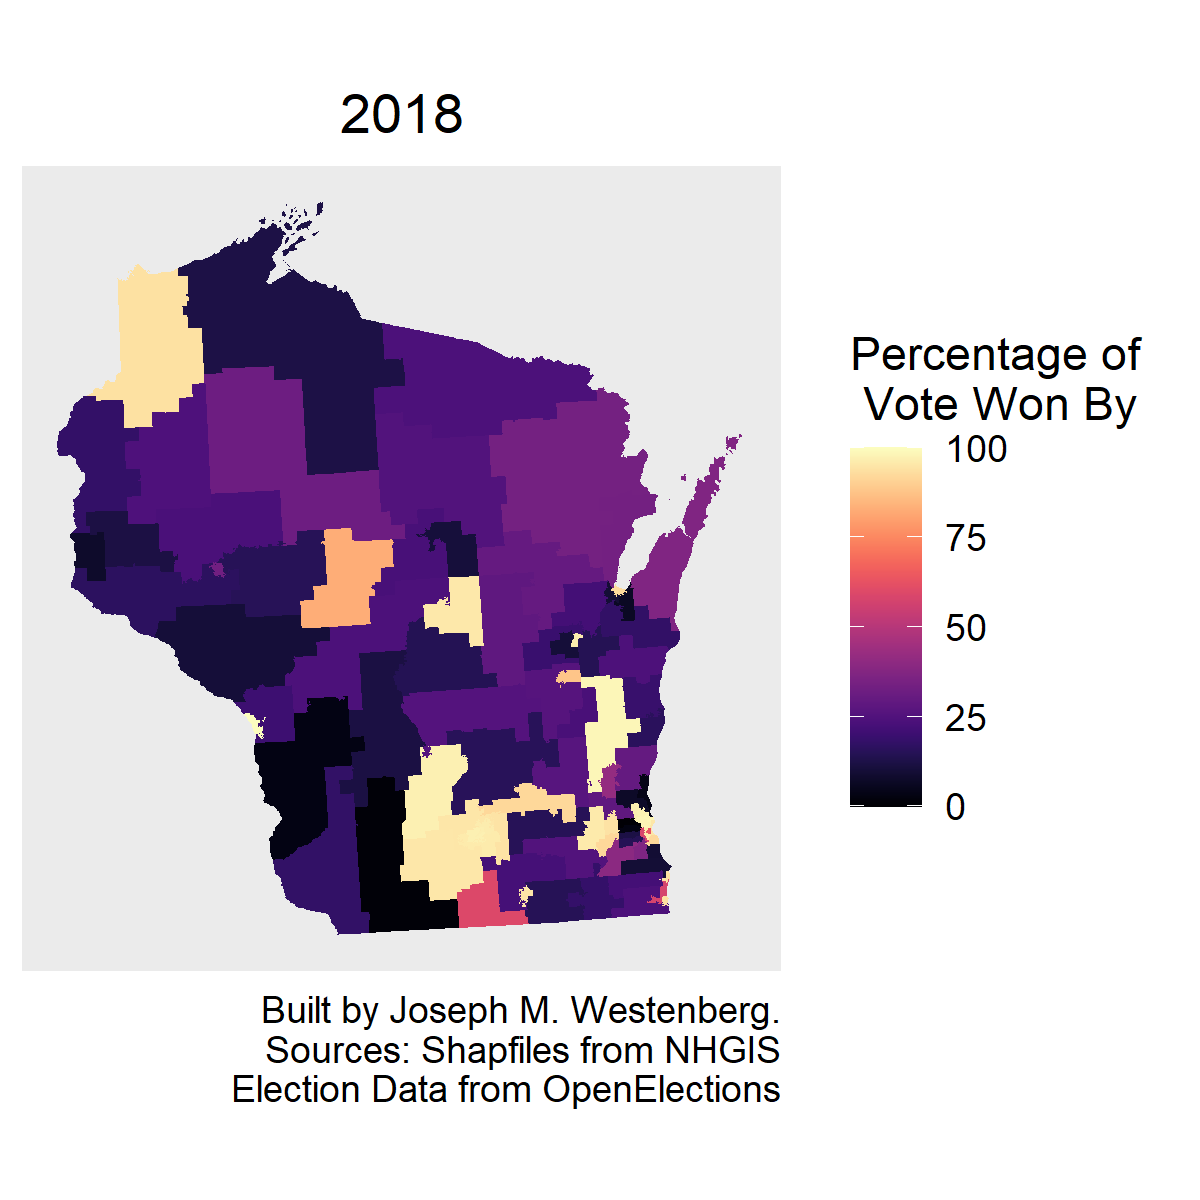 2018
Percentage of
Vote Won By
100
75
50
25
0
Built by Joseph M. Westenberg.
Sources: Shapfiles from NHGIS
Election Data from OpenElections